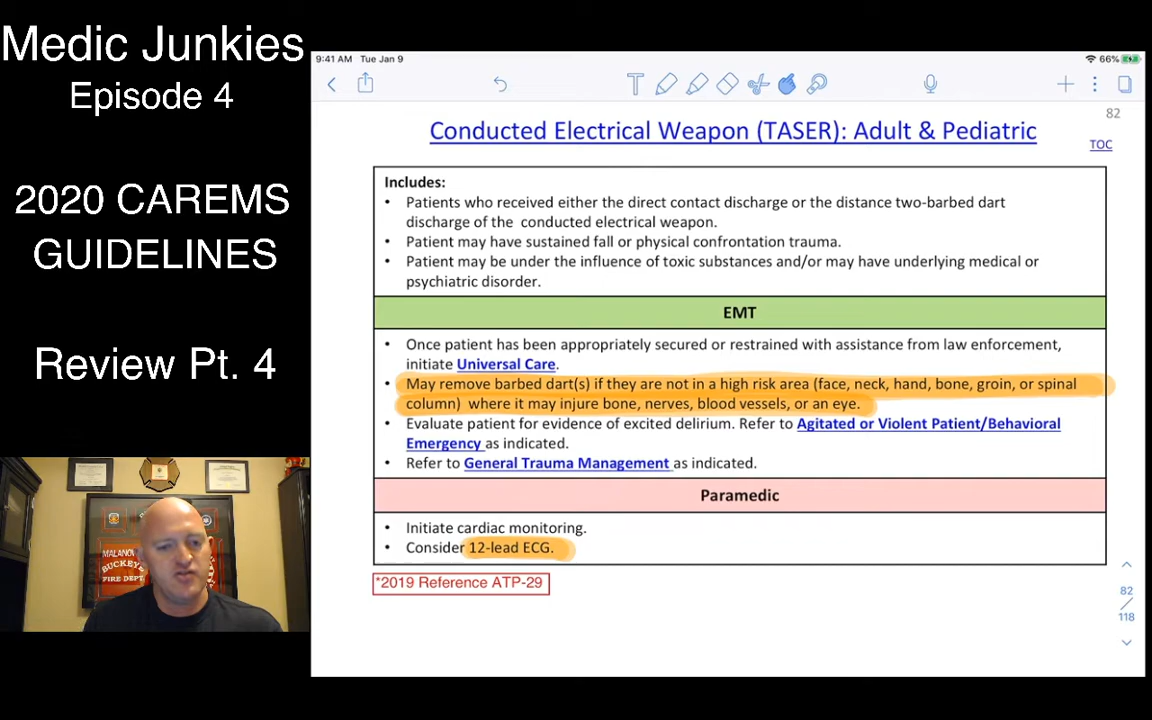 Medic Junkies
Episode 4
2020 CAREMS
GUIDELINES
Review Pt. 4
9:41 AM Tue Jan 9
66%
82
Conducted Electrical Weapon (TASER): Adult & Pediatric
TOC
Includes:
• Patients who received either the direct contact discharge or the distance two-barbed dart
discharge of the conducted electrical weapon.
• Patient may have sustained fall or physical confrontation trauma.
• Patient may be under the influence of toxic substances and/or may have underlying medical or
psychiatric disorder.
EMT
• Once patient has been appropriately secured or restrained with assistance from law enforcement,
initiate Universal Care.
• May remove barbed dart(s) if they are not in a high risk area (face, neck, hand, bone, groin, or spinal
column) where it may injure bone, nerves, blood vessels, or an eye.
• Evaluate patient for evidence of excited delirium. Refer to Agitated or Violent Patient/Behavioral
Emergency as indicated.
• Refer to General Trauma Management as indicated.
Paramedic
• Initiate cardiac monitoring.
• Consider 12-lead ECG.
*2019 Reference ATP-29
82
/
118
BUCKEYE
FIRE DEPT